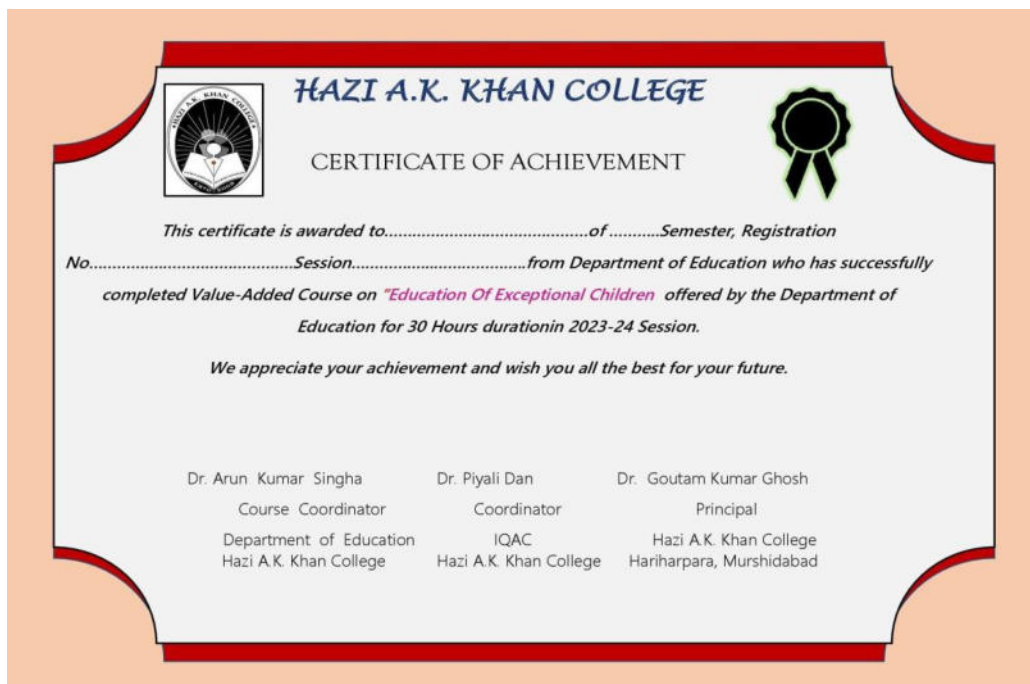 HAZI A.K. KHAN COLLEGE
HAZI A.K. KHAN COLLEGE
CERTIFICATE OF ACHIEVEMENT
This certificate is awarded to............................................of ...........Semester, Registration
No............................................Session.....................................from Department of Education who has successfully
completed Value-Added Course on "Education Of Exceptional Children offered by the Department of
Education for 30 Hours durationin 2023-24 Session.
We appreciate your achievement and wish you all the best for your future.
Dr. Arun Kumar Singha Dr. Piyali Dan Dr. Goutam Kumar Ghosh
Course Coordinator Coordinator Principal
Department of Education IQAC Hazi A.K. Khan College
Hazi A.K. Khan College Hazi A.K. Khan College Hariharpara, Murshidabad